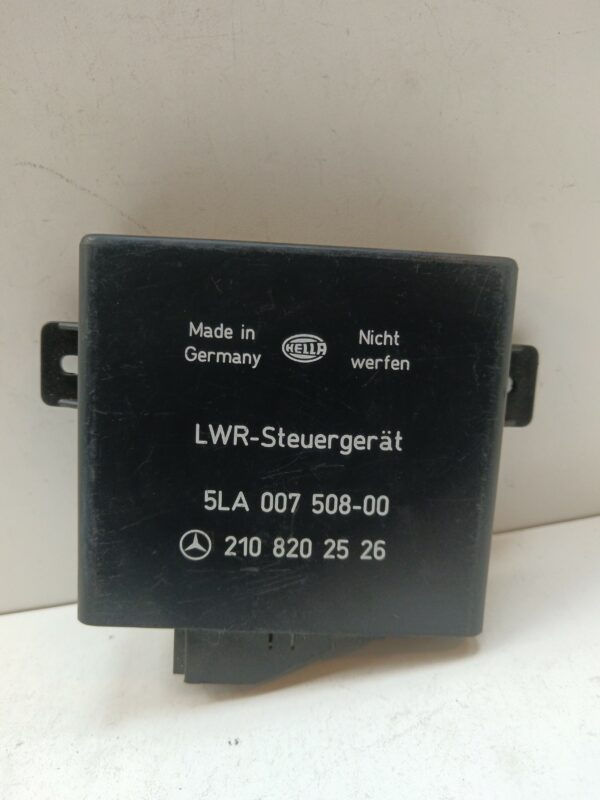 Made in
Germany
HELLA
Nicht
werfen
LWR-Steuergerät
5LA 007 508-00
210 820 25 26